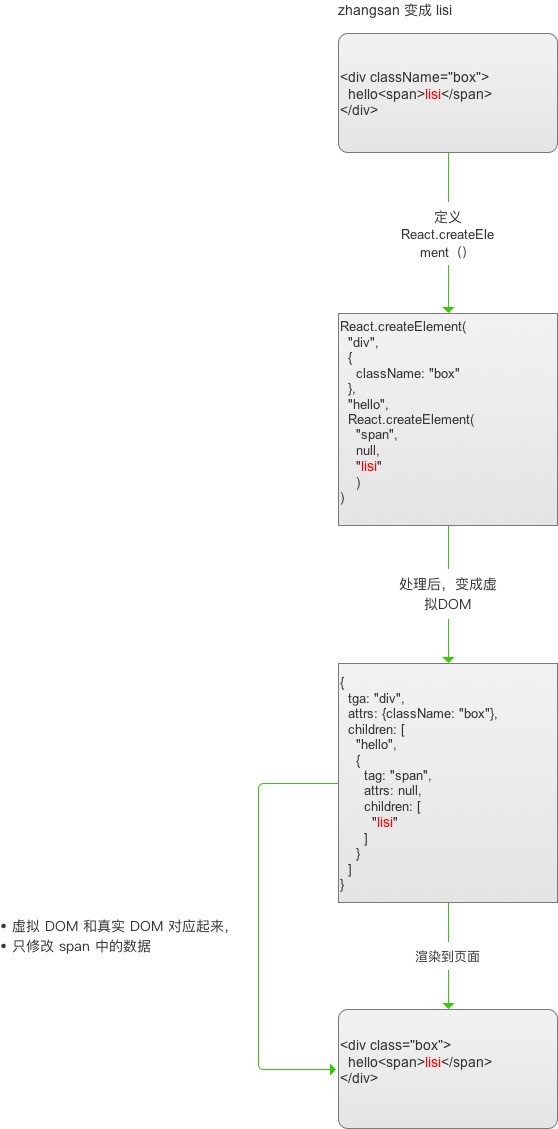 zhangsan 变成 lisi
<div className="box">
  hello<span>lisi</span>
</div>
定义
React.createEle
ment（）
React.createElement(
  "div",
  {
    className: "box"
  },
  "hello",
  React.createElement(
    "span",
    null,
    "lisi"
    )
)
处理后，变成虚
拟DOM
{
  tga: "div",
  attrs: {className: "box"},
  children: [
    "hello",
    {
      tag: "span",
      attrs: null,
      children: [
        "lisi"
      ]
    }
  ]
}
• 虚拟 DOM 和真实 DOM 对应起来，
• 只修改 span 中的数据
渲染到页面
<div class="box">
  hello<span>lisi</span>
</div>